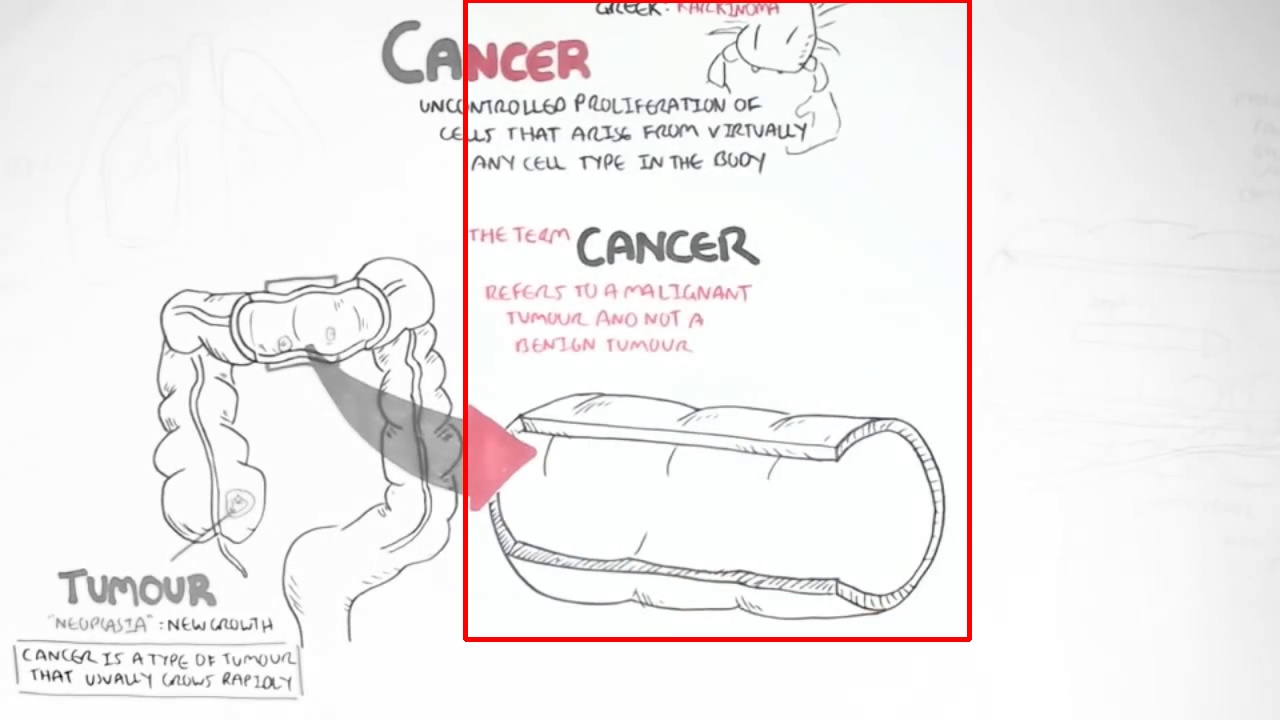 GREEK: KARKINOMA
CANCER
UNCONTROLLED PROLIFERATION OF
CELLS THAT ARISE FROM VIRTUALLY
ANY CELL TYPE IN THE BODY
THE TERM CANCER
REFERS TO A MALIGNANT
TUMOUR AND NOT A
BENIGN TUMOUR
TUMOUR
"NEOPLASIA": NEW GROWTH
CANCER IS A TYPE OF TUMOUR
THAT USUALLY GROWS RAPIDLY